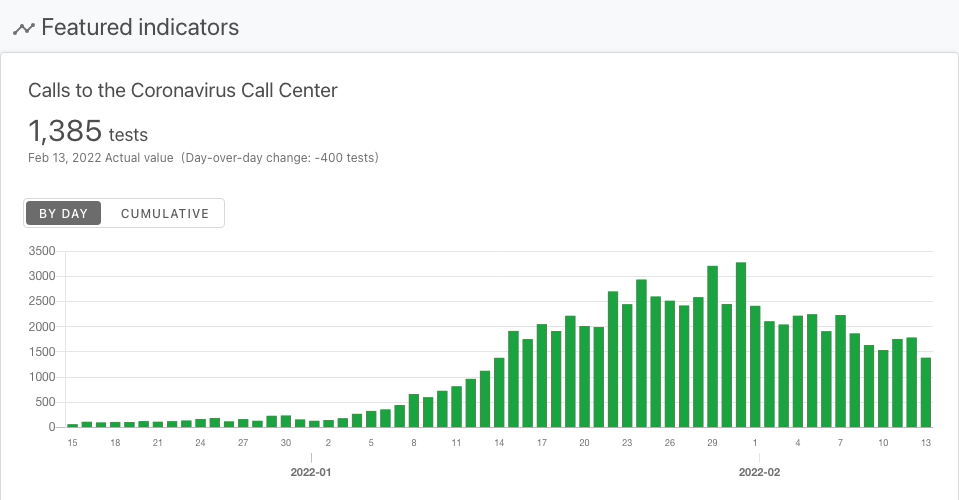 Featured indicators
Calls to the Coronavirus Call Center
1,385 tests
Feb 13, 2022 Actual value (Day-over-day change: -400 tests)
BY DAY CUMULATIVE
3500
3000
2500
2000
1500
1000
500
0
15 18 21 24 27 30 2 5 8 11 14 17 20 23 26 29 1 4 7 10 13
2022-01 2022-02